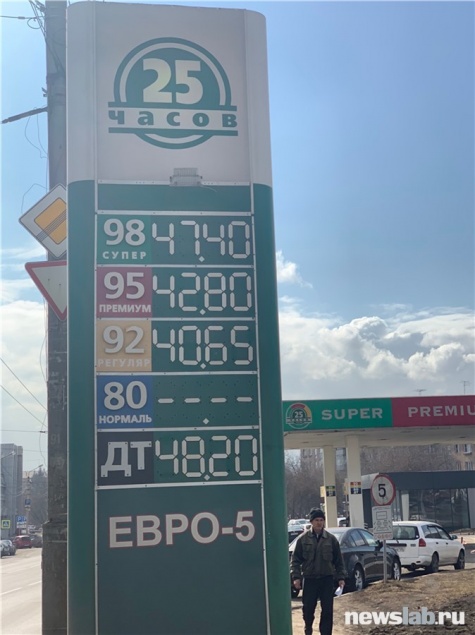 25
часов
98 СУПЕР 47.40
95 ПРЕМИУМ 42.80
92 РЕГУЛЯР 40.65
80 НОРМАЛЬ --.--
ДТ 48.20
ЕВРО-5
25 SUPER PREMIU
5
newslab.ru